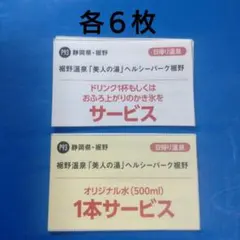 各６枚
静岡県・裾野
日帰り温泉
裾野温泉「美人の湯」ヘルシーパーク裾野
ドリンク1杯もしくは
おふろ上がりのかき氷を
サービス
静岡県・裾野
日帰り温泉
裾野温泉「美人の湯」ヘルシーパーク裾野
オリジナル水（500ml）
1本サービス